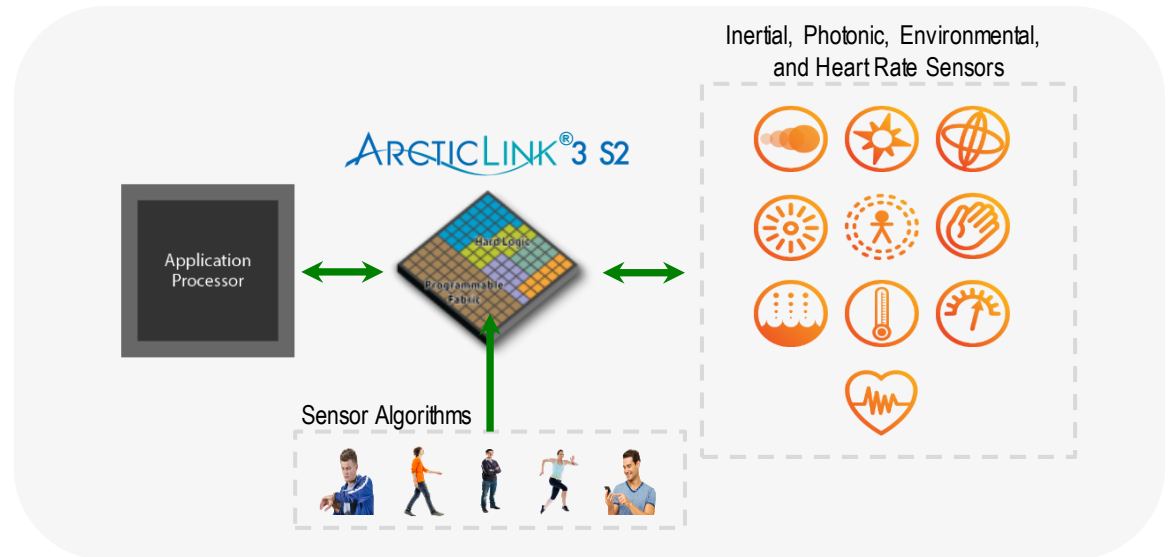 Inertial, Photonic, Environmental,
and Heart Rate Sensors
ARCTICLINK®3 S2
Application
Processor
Hard Logic
Programmable
Fabric
Sensor Algorithms